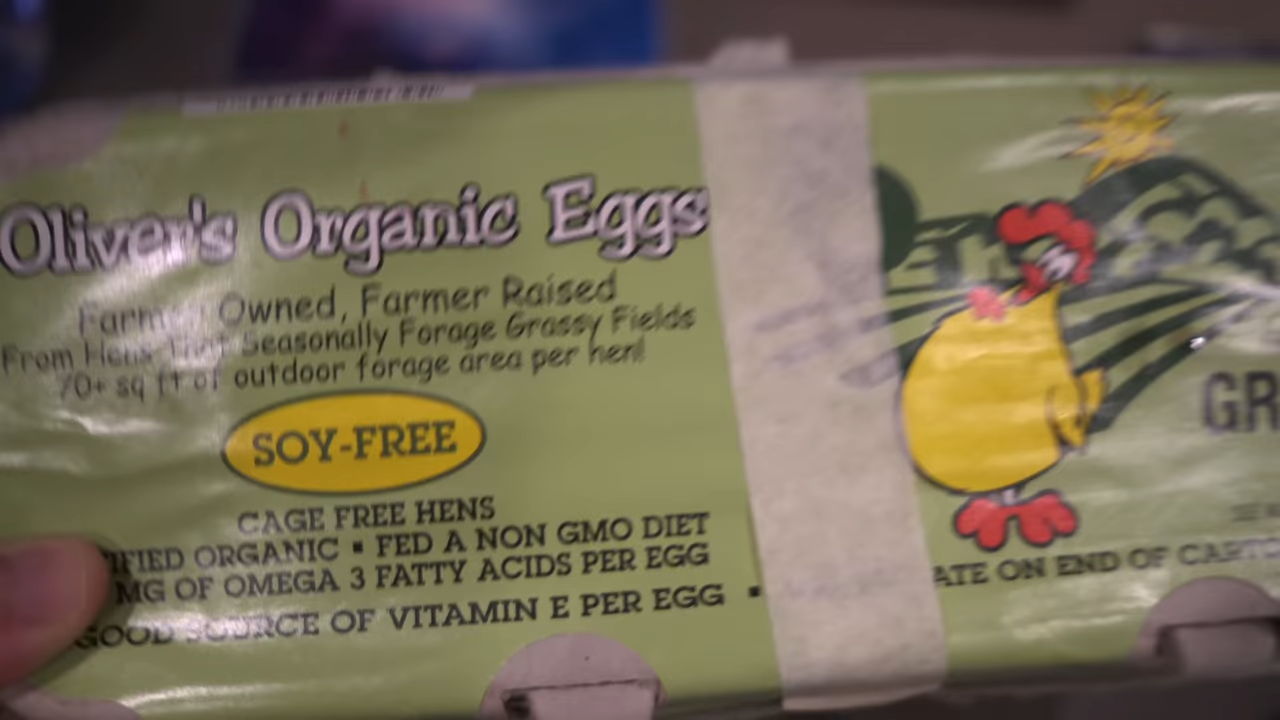 Oliver's Organic Eggs
Farmer Owned, Farmer Raised
From Hens that Seasonally Forage Grassy Fields
70+ sq ft of outdoor forage area per hen!
SOY-FREE
CAGE FREE HENS
IFIED ORGANIC ▪ FED A NON GMO DIET
MG OF OMEGA 3 FATTY ACIDS PER EGG
GOOD SOURCE OF VITAMIN E PER EGG ▪
GR
ATE ON END OF CARTO